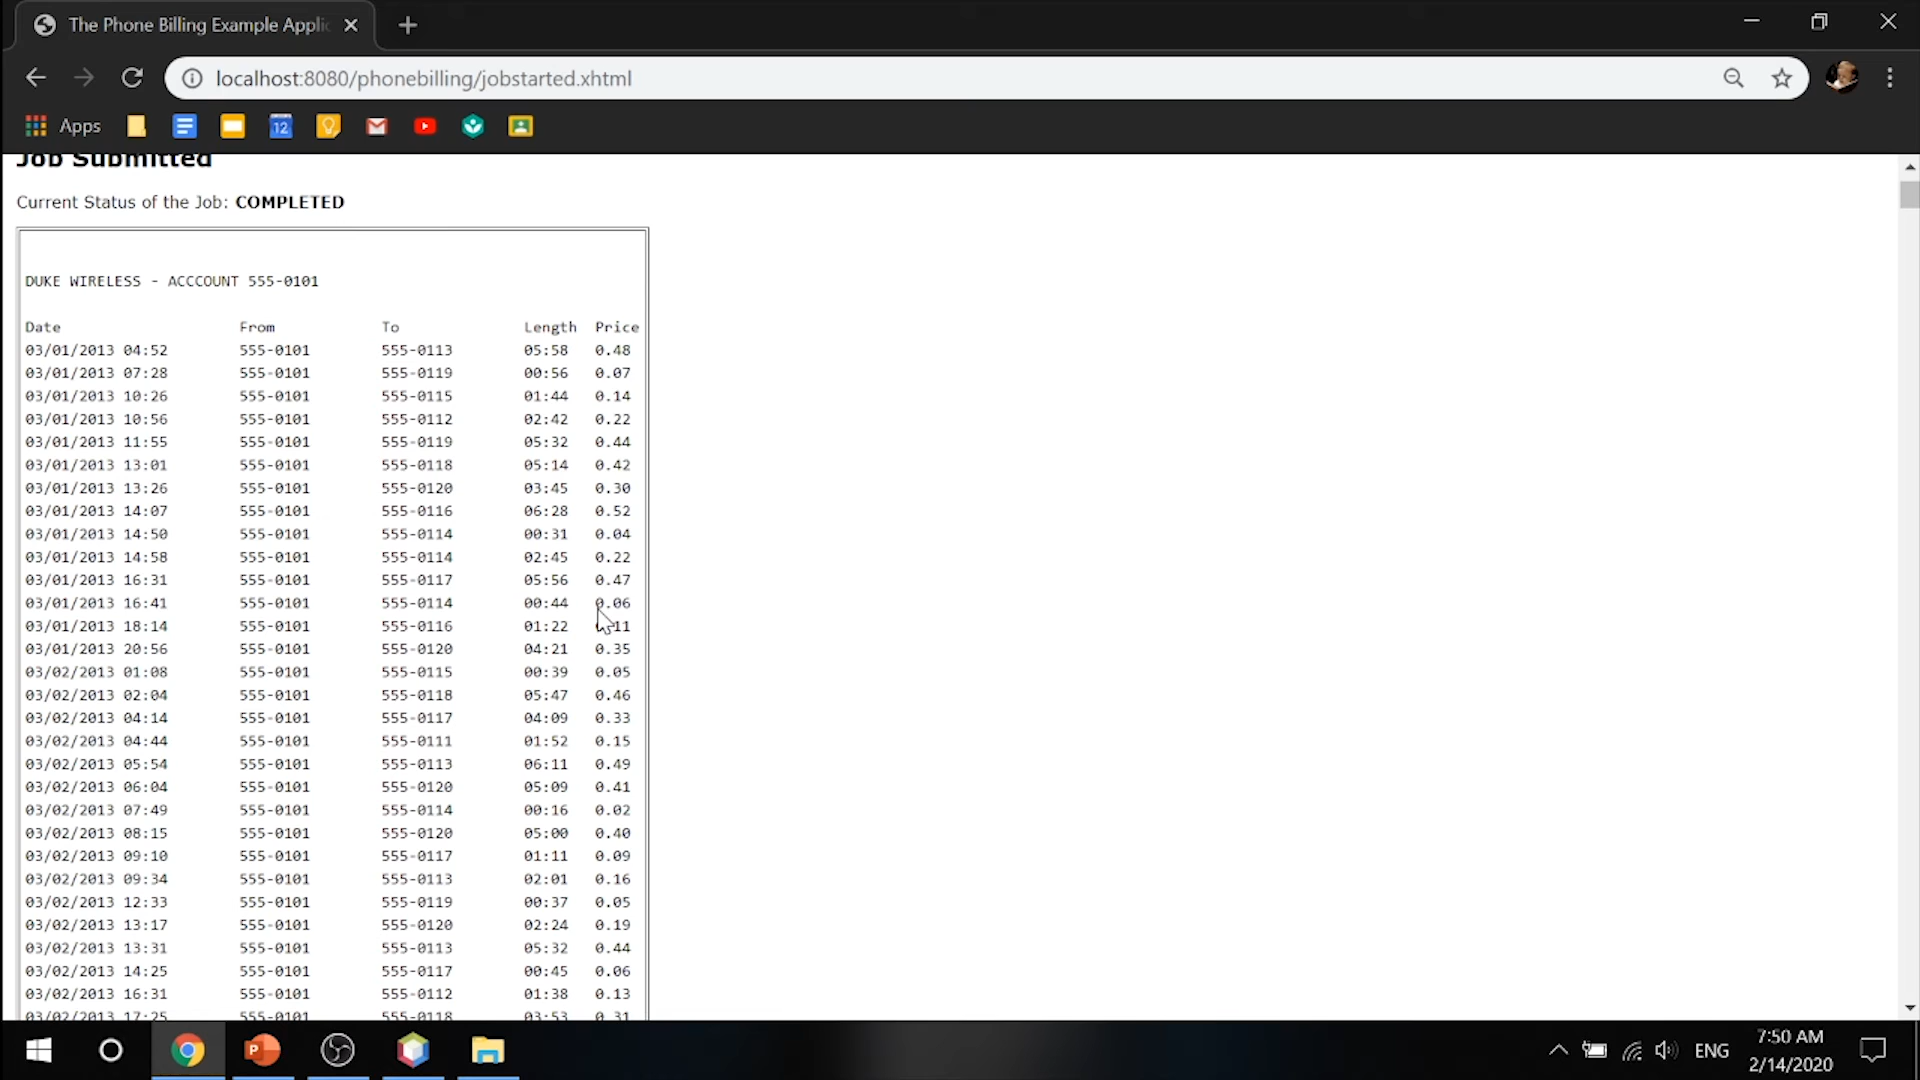 The Phone Billing Example Appli
localhost:8080/phonebilling/jobstarted.xhtml
Apps
12
Job Submitted
Current Status of the Job: COMPLETED
DUKE WIRELESS - ACCCOUNT 555-0101
Date From To Length Price
03/01/2013 04:52 555-0101 555-0113 05:58 0.48
03/01/2013 07:28 555-0101 555-0119 00:56 0.07
03/01/2013 10:26 555-0101 555-0115 01:44 0.14
03/01/2013 10:56 555-0101 555-0112 02:42 0.22
03/01/2013 11:55 555-0101 555-0119 05:32 0.44
03/01/2013 13:01 555-0101 555-0118 05:14 0.42
03/01/2013 13:26 555-0101 555-0120 03:45 0.30
03/01/2013 14:07 555-0101 555-0116 06:28 0.52
03/01/2013 14:50 555-0101 555-0114 00:31 0.04
03/01/2013 14:58 555-0101 555-0114 02:45 0.22
03/01/2013 16:31 555-0101 555-0117 05:56 0.47
03/01/2013 16:41 555-0101 555-0114 00:44 0.06
03/01/2013 18:14 555-0101 555-0116 01:22
03/01/2013 20:56 555-0101 555-0120 04:21 0.35
03/02/2013 01:08 555-0101 555-0115 00:39 0.05
03/02/2013 02:04 555-0101 555-0118 05:47 0.46
03/02/2013 04:14 555-0101 555-0117 04:09 0.33
03/02/2013 04:44 555-0101 555-0111 01:52 0.15
03/02/2013 05:54 555-0101 555-0113 06:11 0.49
03/02/2013 06:04 555-0101 555-0120 05:09 0.41
03/02/2013 07:49 555-0101 555-0114 00:16 0.02
03/02/2013 08:15 555-0101 555-0120 05:00 0.40
03/02/2013 09:10 555-0101 555-0117 01:11 0.09
03/02/2013 09:34 555-0101 555-0113 02:01 0.16
03/02/2013 12:33 555-0101 555-0119 00:37 0.05
03/02/2013 13:17 555-0101 555-0120 02:24 0.19
03/02/2013 13:31 555-0101 555-0113 05:32 0.44
03/02/2013 14:25 555-0101 555-0117 00:45 0.06
03/02/2013 16:31 555-0101 555-0112 01:38 0.13
03/02/2013 17:25 555-0101 555-0118 03:53 0.31
ENG
7:50 AM
2/14/2020